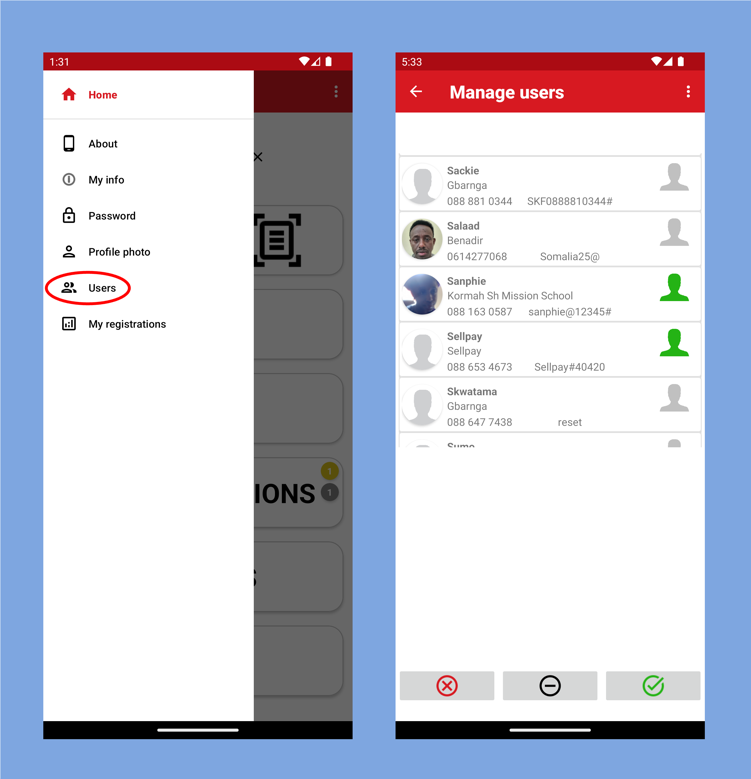 1:31
Home
About
My info
Password
Profile photo
Users
My registrations
1
IONS
1
S
5:33
Manage users
Sackie
Gbarnga
088 881 0344 SKF0888810344#
Salaad
Benadir
0614277068 Somalia25@
Sanphie
Kormah Sh Mission School
088 163 0587 sanphie@12345#
Sellpay
Sellpay
088 653 4673 Sellpay#40420
Skwatama
Gbarnga
088 647 7438 reset